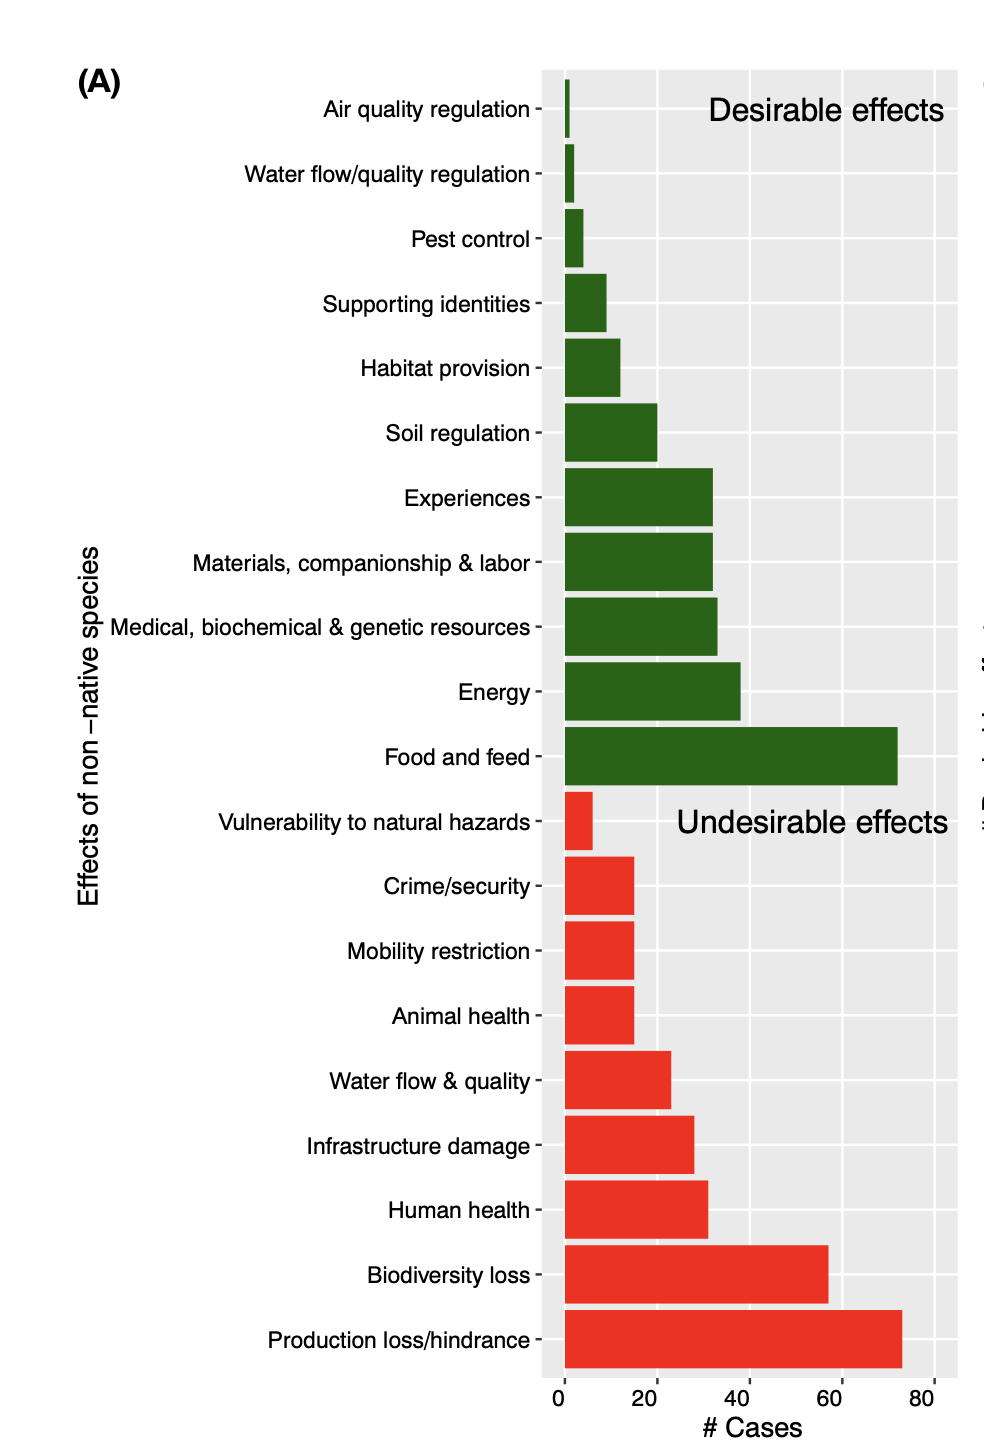 (A)
Air quality regulation
Desirable effects
Water flow/quality regulation
Pest control
Supporting identities
Habitat provision
Soil regulation
Experiences
Materials, companionship & labor
Medical, biochemical & genetic resources
Energy
Food and feed
Vulnerability to natural hazards
Undesirable effects
Crime/security
Mobility restriction
Animal health
Water flow & quality
Infrastructure damage
Human health
Biodiversity loss
Production loss/hindrance
Effects of non–native species
0 20 40 60 80
# Cases